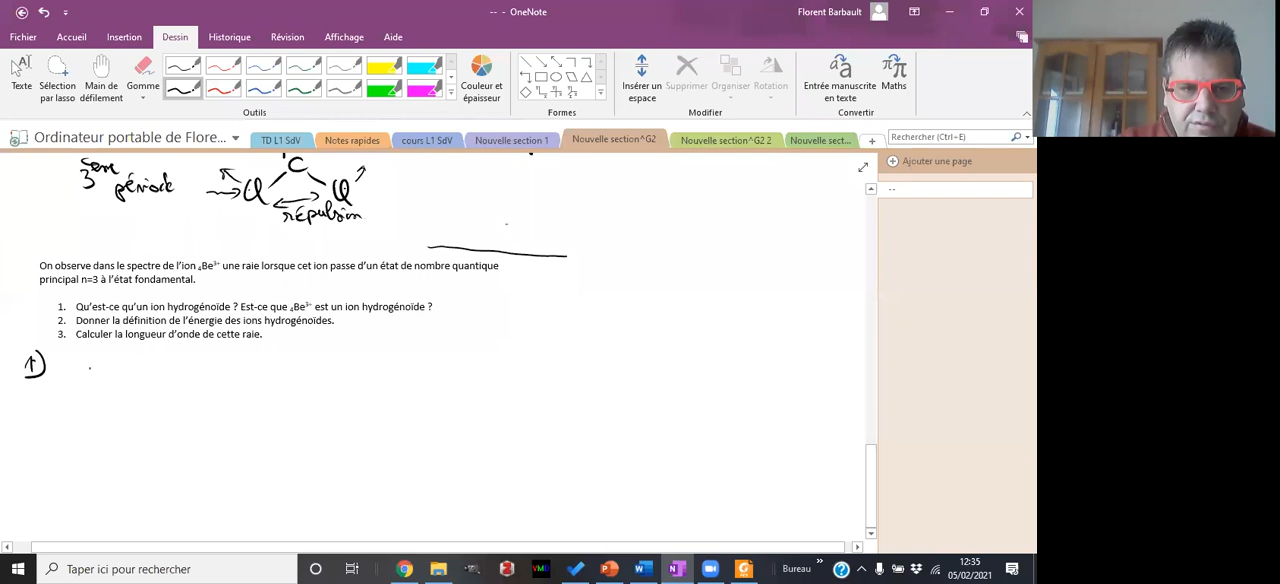 -- - OneNote
Florent Barbault
Fichier Accueil Insertion Dessin Historique Révision Affichage Aide
Texte Sélection par lasso Main de défilement Gomme Couleur et épaisseur Insérer un espace Supprimer Organiser Rotation Entrée manuscrite en texte Maths
Outils Formes Modifier Convertir
Ordinateur portable de Flore... TD L1 SdV Notes rapides cours L1 SdV Nouvelle section 1 Nouvelle section^G2 Nouvelle section^G2 2 Nouvelle sect... Rechercher (Ctrl+E)
Ajouter une page
--
3eme
période
C
Cl Cl
répulsion
On observe dans le spectre de l'ion ₄Be³⁺ une raie lorsque cet ion passe d'un état de nombre quantique
principal n=3 à l'état fondamental.
1. Qu'est-ce qu'un ion hydrogénoïde ? Est-ce que ₄Be³⁺ est un ion hydrogénoïde ?
2. Donner la définition de l'énergie des ions hydrogénoïdes.
3. Calculer la longueur d'onde de cette raie.
1)
Taper ici pour rechercher
Bureau »
12:35
05/02/2021